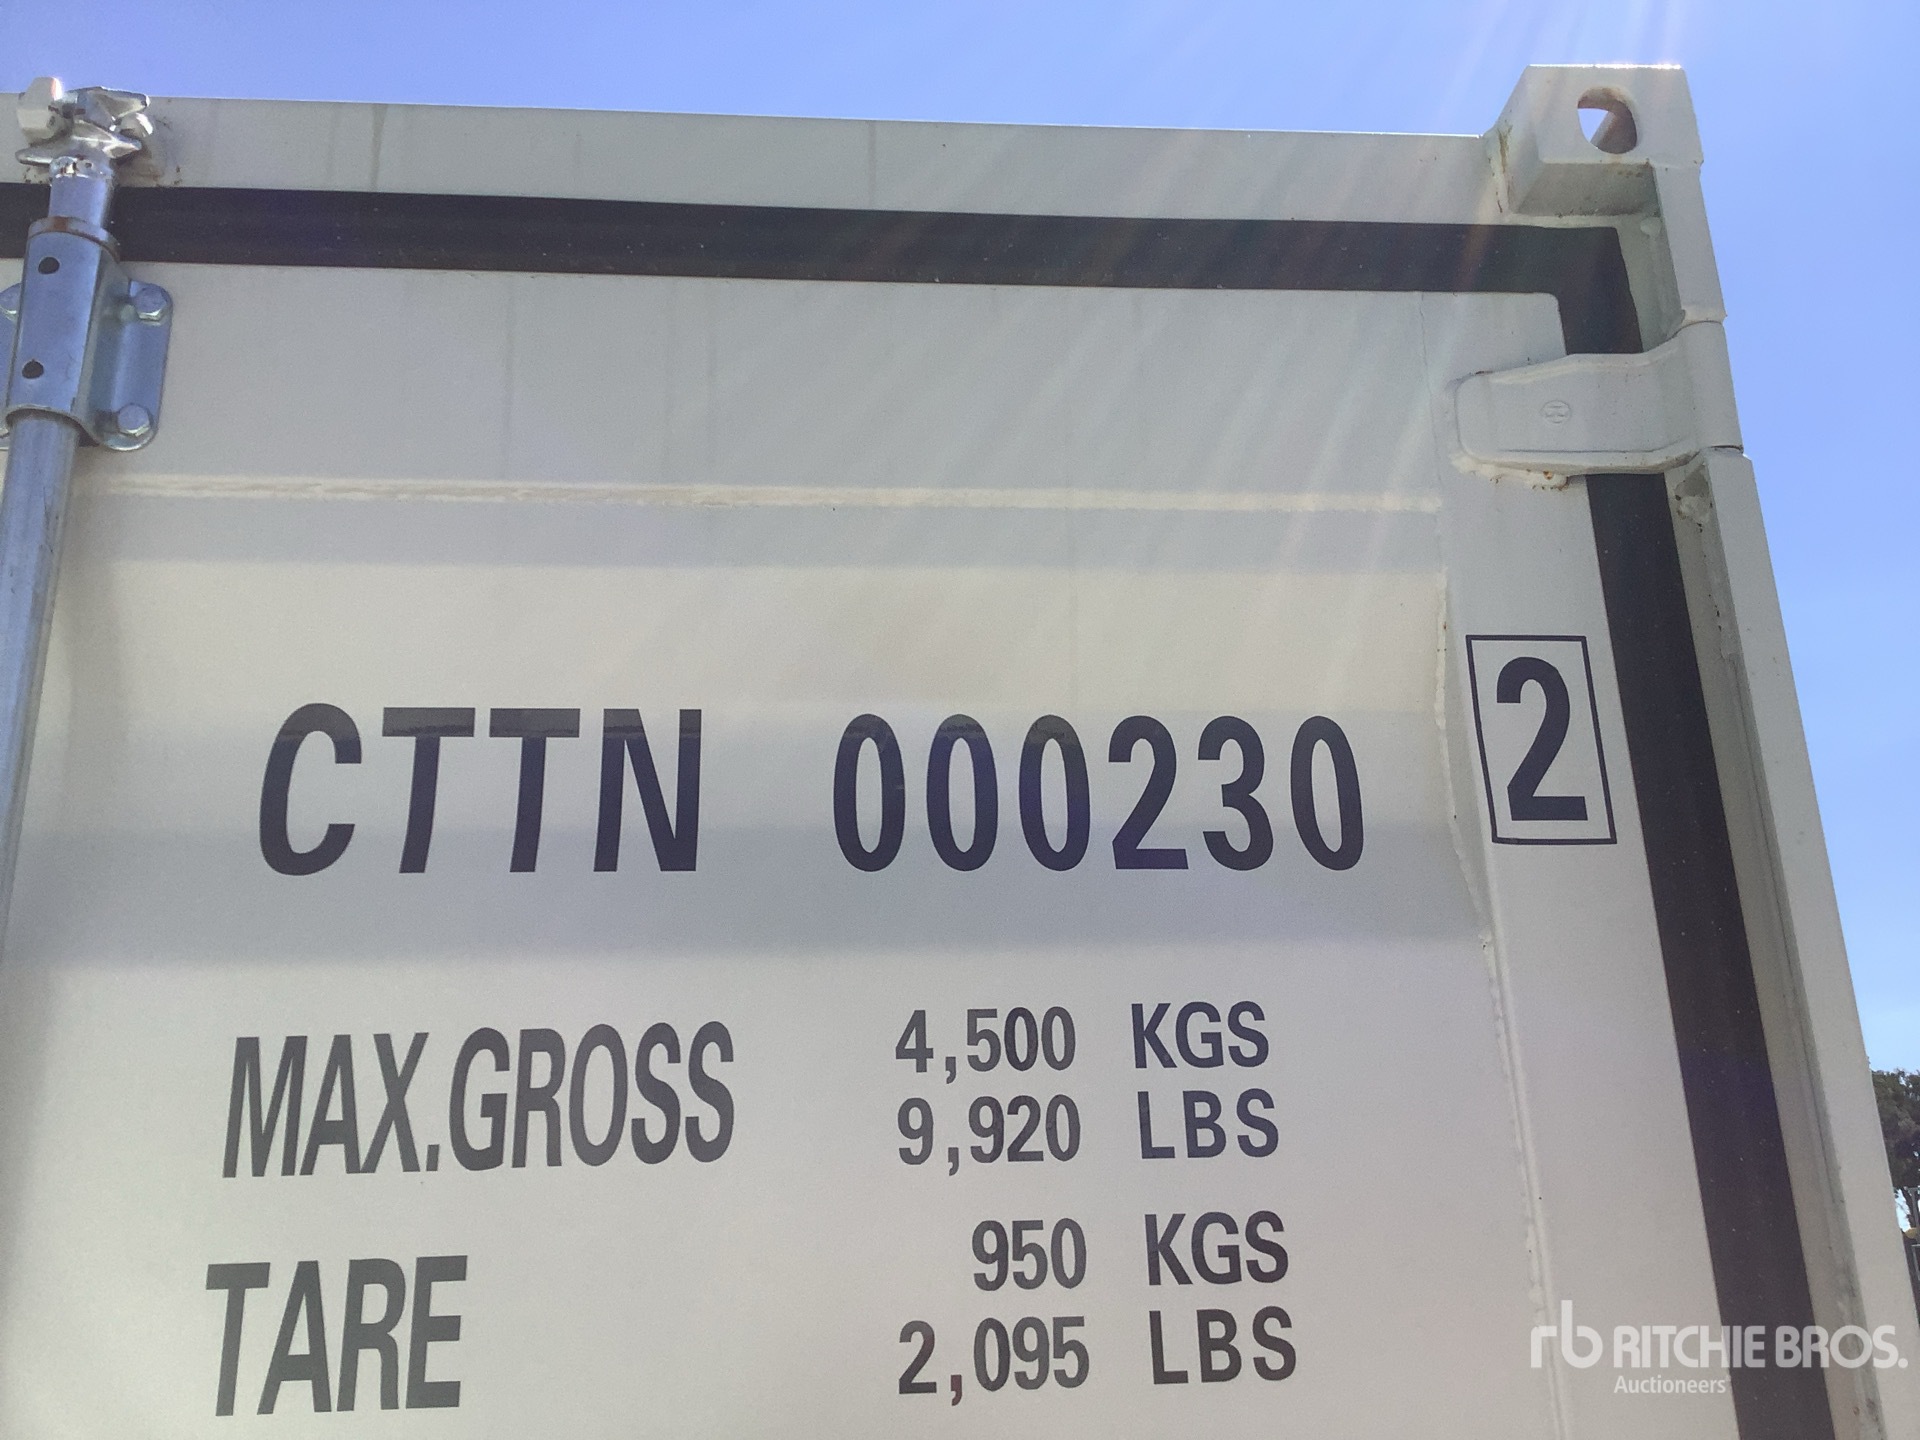 CTTN 000230 2
MAX.GROSS 4,500 KGS
9,920 LBS
TARE 950 KGS
2,095 LBS
rb RITCHIE BROS.
Auctioneers